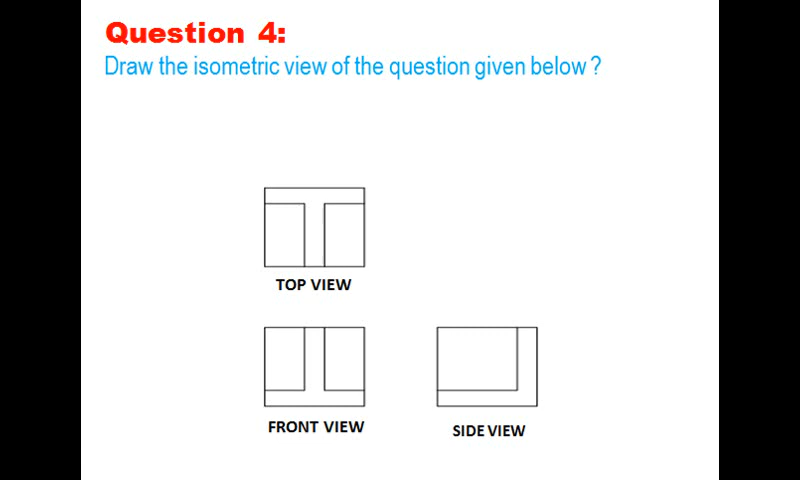 Question 4:
Draw the isometric view of the question given below ?
TOP VIEW
FRONT VIEW
SIDE VIEW